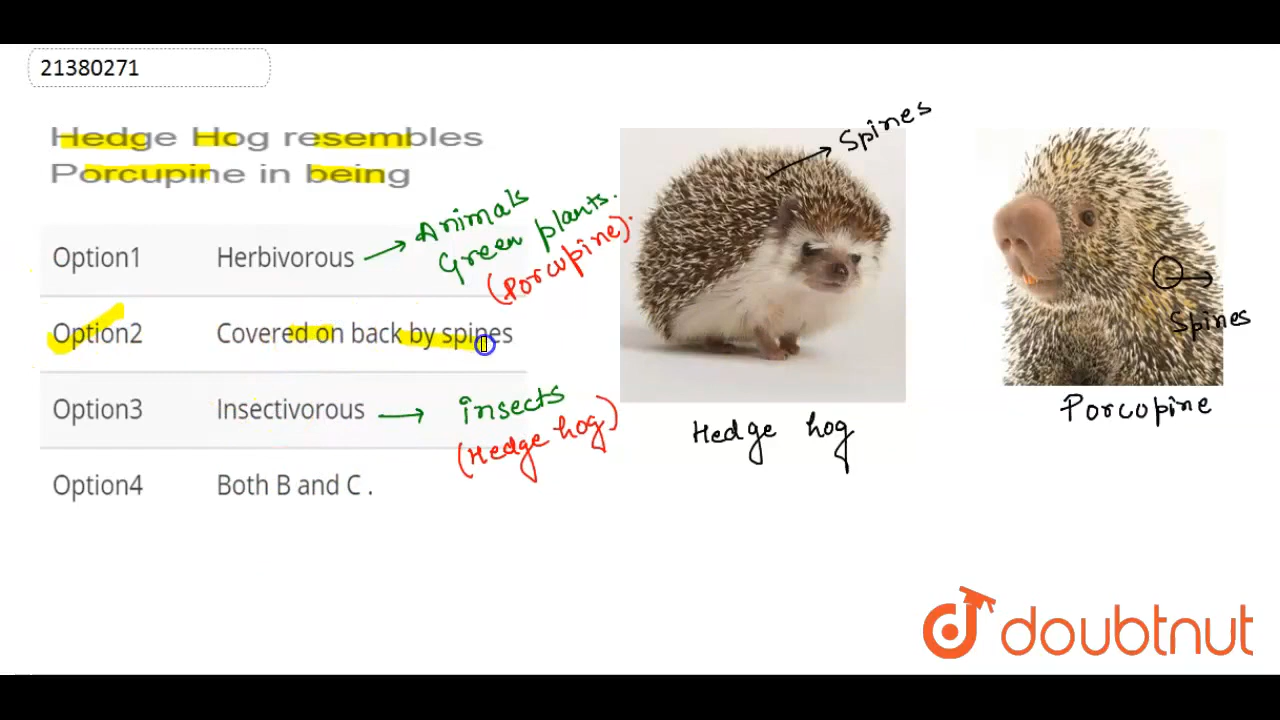 21380271
Hedge Hog resembles
Porcupine in being
Option1 Herbivorous → Animals
Green plants.
(Porcupine).
Option2 Covered on back by spines
Option3 Insectivorous → insects
(Hedge hog)
Option4 Both B and C .
Spines
Hedge hog
Spines
Porcopine
doubtnut